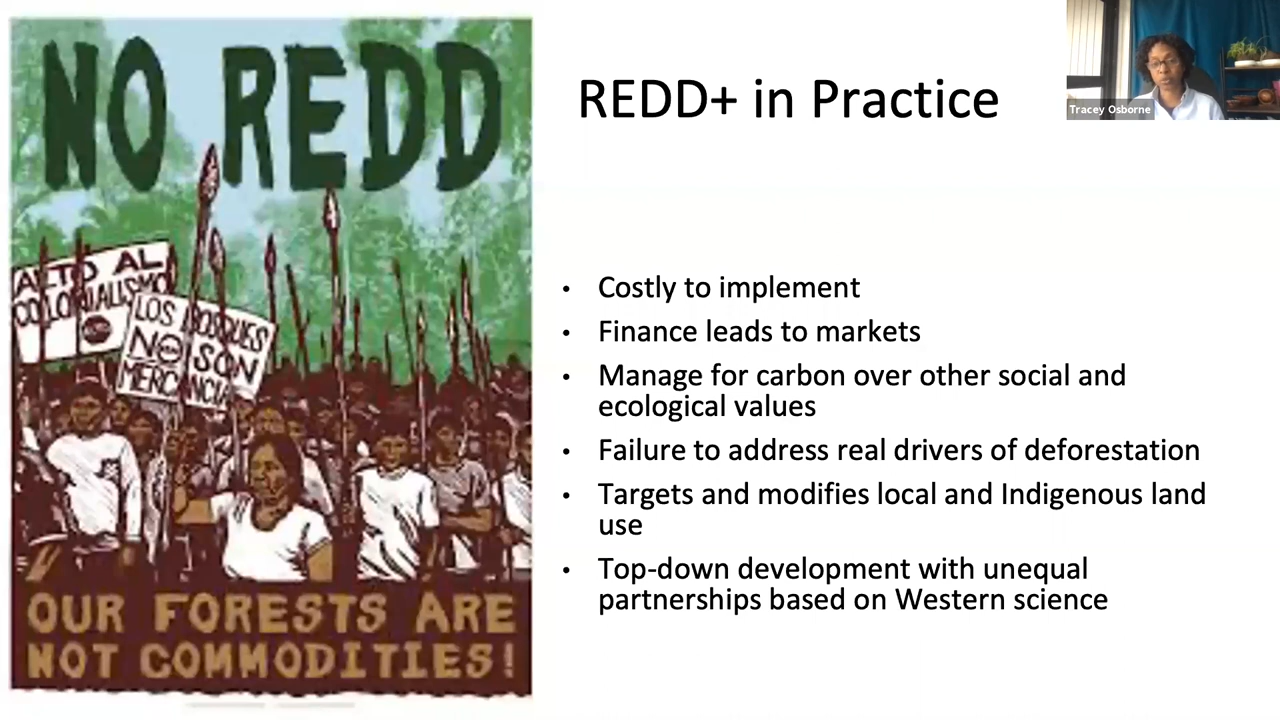 NO REDD
ALTO AL
COLONIALISMO
LOS BOSQUES
NO SON
MERCANCIA
OUR FORESTS ARE
NOT COMMODITIES!
REDD+ in Practice
Tracey Osborne
• Costly to implement
• Finance leads to markets
• Manage for carbon over other social and
ecological values
• Failure to address real drivers of deforestation
• Targets and modifies local and Indigenous land
use
• Top-down development with unequal
partnerships based on Western science